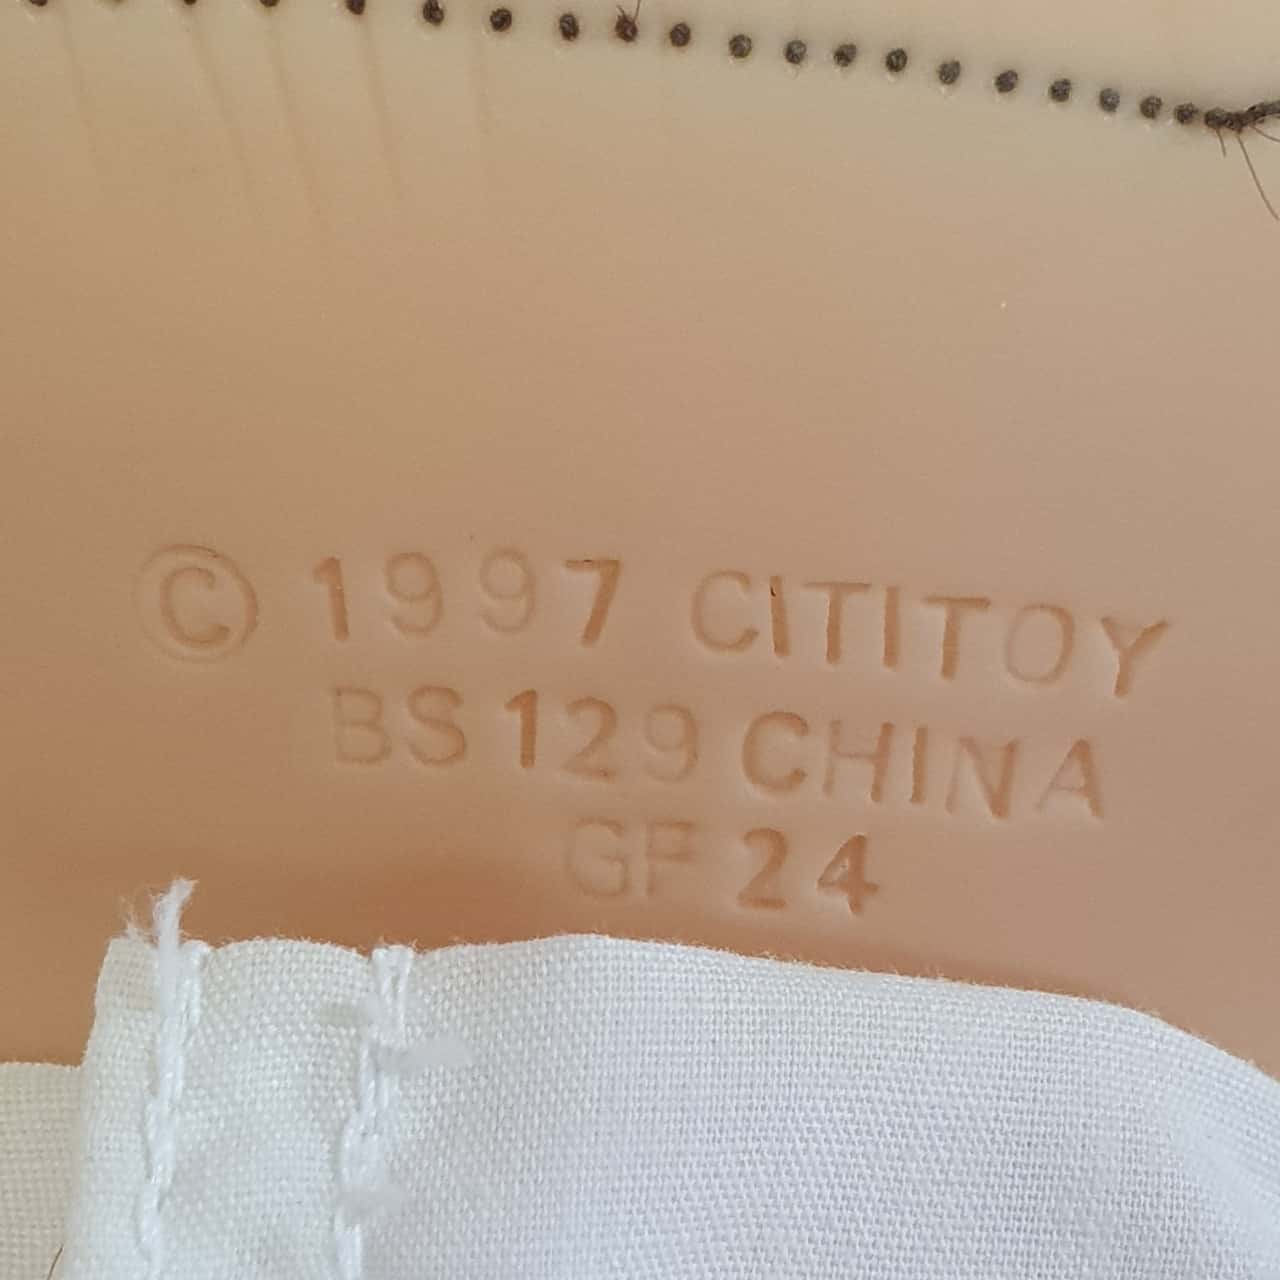 © 1997 CITITOY
BS 129 CHINA
GF 24